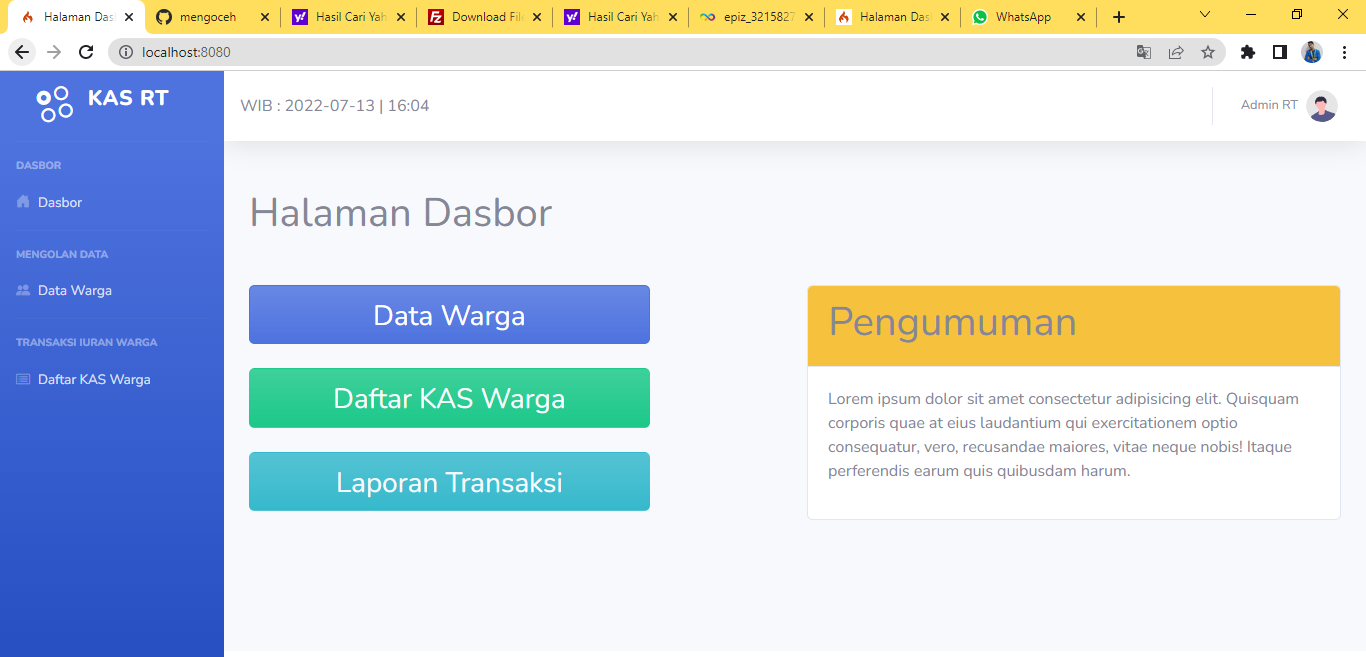 Halaman Das
mengoceh
Hasil Cari Yah
Download File
Hasil Cari Yah
epiz_3215827
Halaman Das
WhatsApp
localhost:8080
KAS RT
WIB : 2022-07-13 | 16:04
Admin RT
DASBOR
Dasbor
MENGOLAN DATA
Data Warga
TRANSAKSI IURAN WARGA
Daftar KAS Warga
Halaman Dasbor
Data Warga
Daftar KAS Warga
Laporan Transaksi
Pengumuman
Lorem ipsum dolor sit amet consectetur adipisicing elit. Quisquam
corporis quae at eius laudantium qui exercitationem optio
consequatur, vero, recusandae maiores, vitae neque nobis! Itaque
perferendis earum quis quibusdam harum.